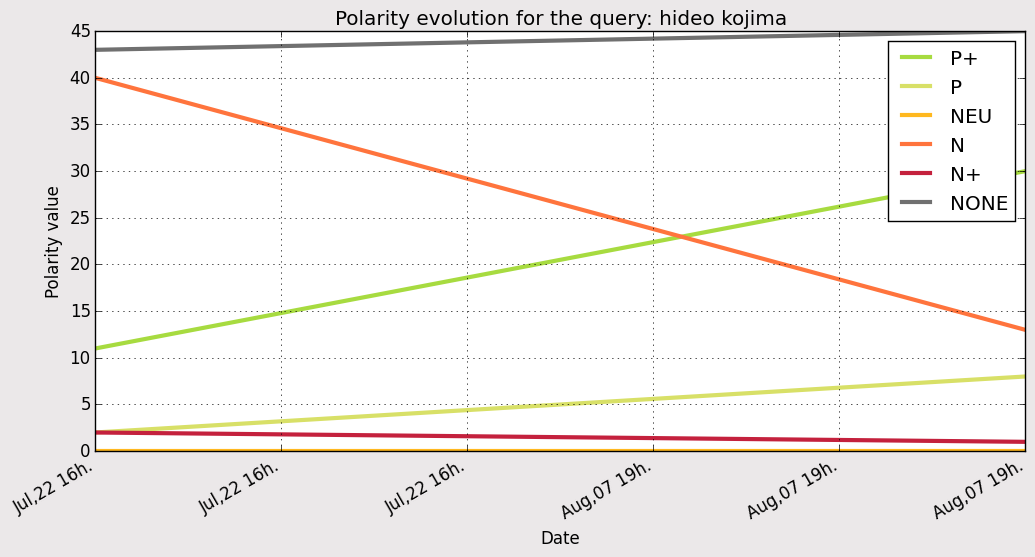 Polarity evolution for the query: hideo kojima
45
40
35
30
25
20
15
10
5
0
Polarity value
P+
P
NEU
N
N+
NONE
Jul,22 16h.
Jul,22 16h.
Jul,22 16h.
Aug,07 19h.
Aug,07 19h.
Aug,07 19h.
Date